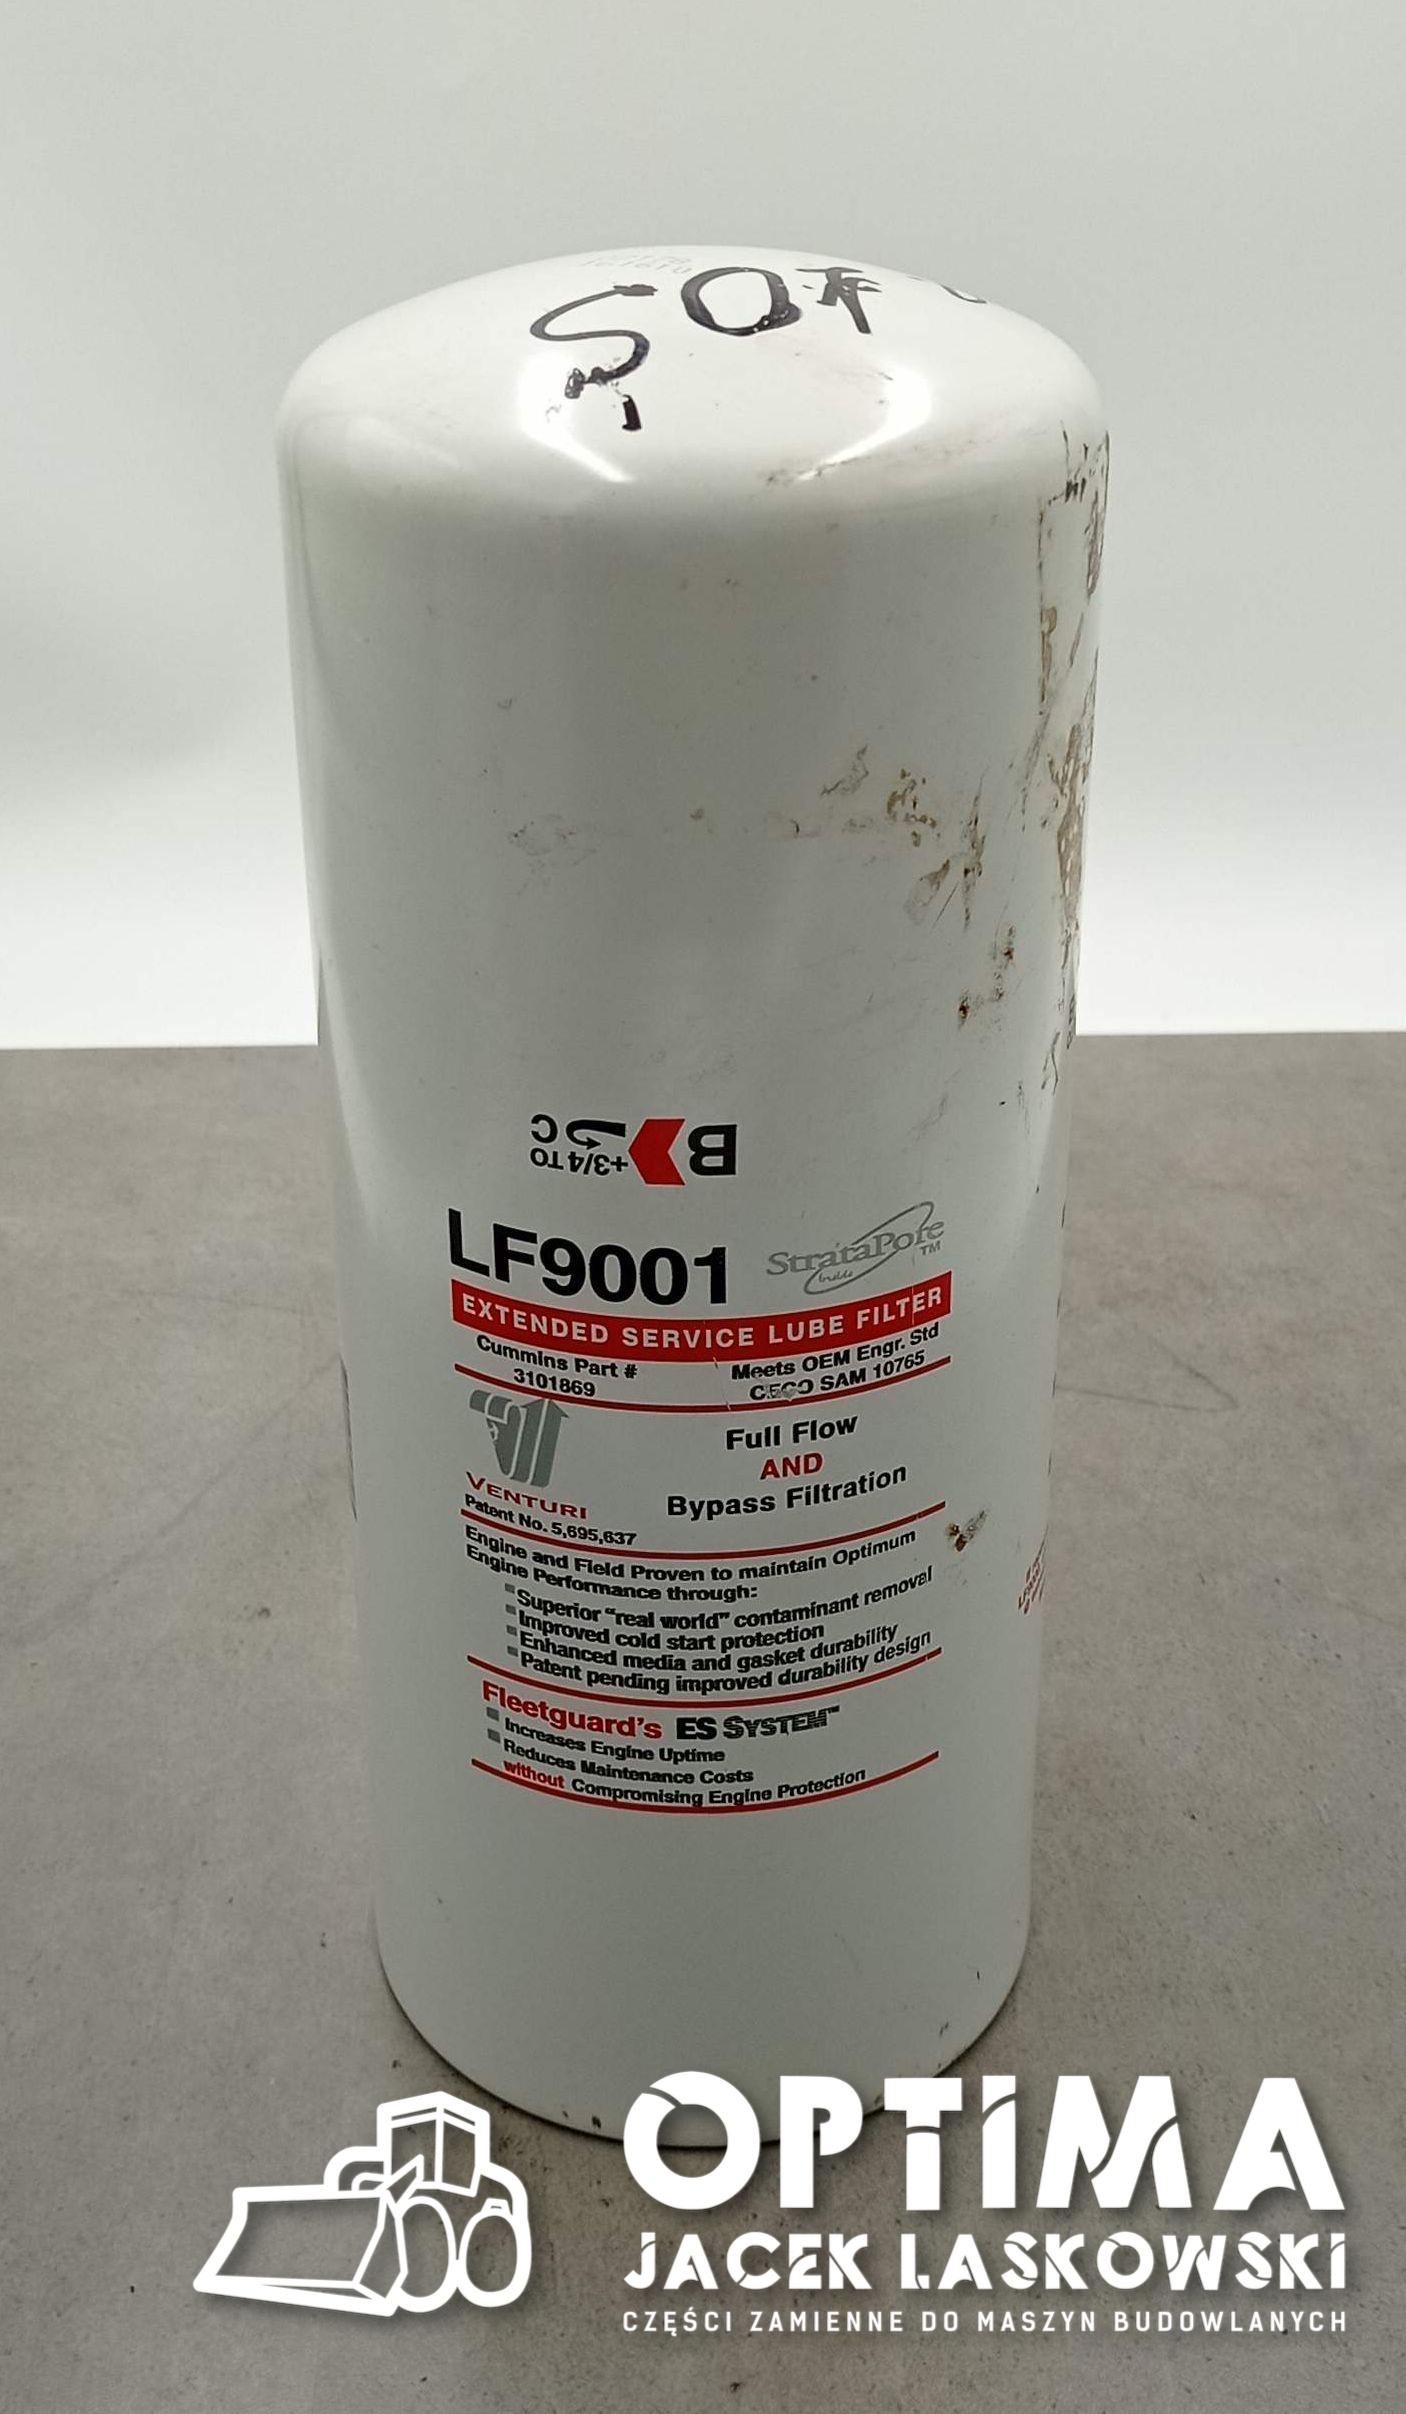 B
+3/4 TO
C
LF9001
StrataPore™
Inside
EXTENDED SERVICE LUBE FILTER
Cummins Part #
3101869
Meets OEM Engr. Std
CECO SAM 10765
VENTURI
Patent No. 5,695,637
Full Flow
AND
Bypass Filtration
Engine and Field Proven to maintain Optimum
Engine Performance through:
Superior “real world” contaminant removal
Improved cold start protection
Enhanced media and gasket durability
Patent pending improved durability design
Fleetguard's ES SYSTEM™
Increases Engine Uptime
Reduces Maintenance Costs
without Compromising Engine Protection
OPTIMA
JACEK LASKOWSKI
CZĘŚCI ZAMIENNE DO MASZYN BUDOWLANYCH